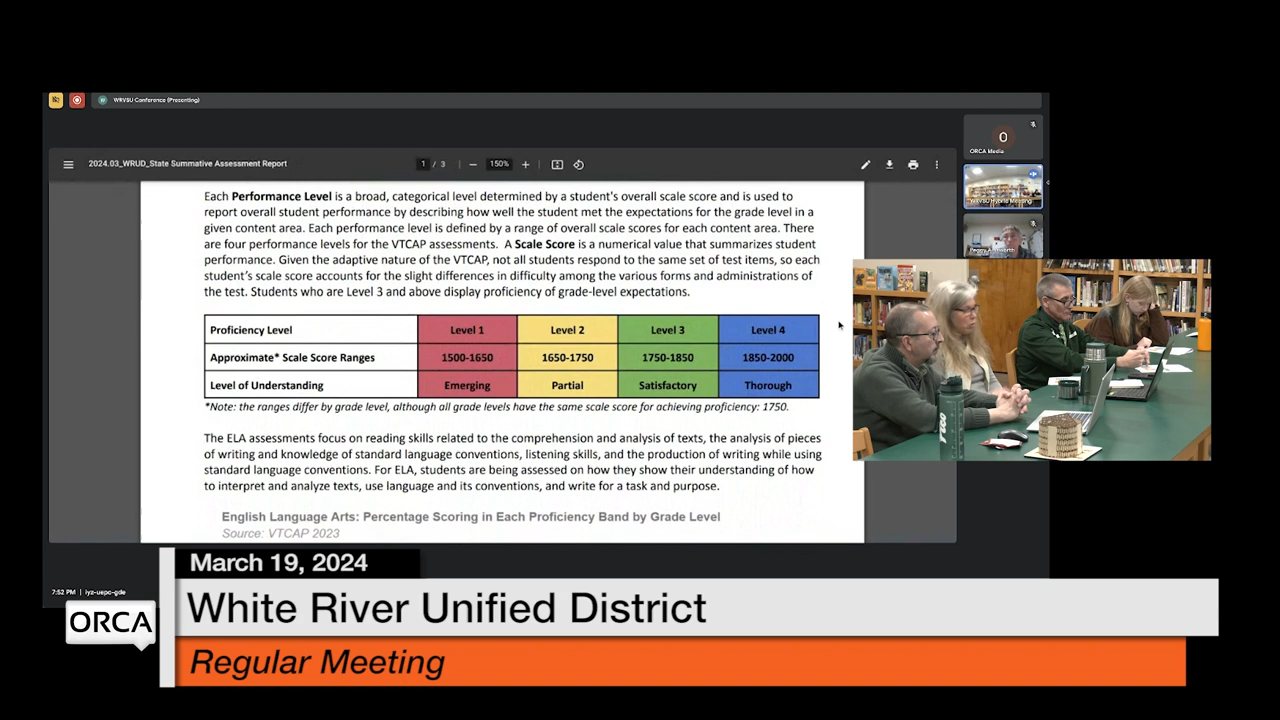 WRVSU Conference (Presenting)
2024.03_WRUD_State Summative Assessment Report
1 / 3
150%
O
ORCA Media
WRVSU Hybrid Meeting
Peggy Ainsworth
Each Performance Level is a broad, categorical level determined by a student's overall scale score and is used to
report overall student performance by describing how well the student met the expectations for the grade level in a
given content area. Each performance level is defined by a range of overall scale scores for each content area. There
are four performance levels for the VTCAP assessments. A Scale Score is a numerical value that summarizes student
performance. Given the adaptive nature of the VTCAP, not all students respond to the same set of test items, so each
student's scale score accounts for the slight differences in difficulty among the various forms and administrations of
the test. Students who are Level 3 and above display proficiency of grade-level expectations.
Proficiency Level Level 1 Level 2 Level 3 Level 4
Approximate* Scale Score Ranges 1500-1650 1650-1750 1750-1850 1850-2000
Level of Understanding Emerging Partial Satisfactory Thorough
*Note: the ranges differ by grade level, although all grade levels have the same scale score for achieving proficiency: 1750.
The ELA assessments focus on reading skills related to the comprehension and analysis of texts, the analysis of pieces
of writing and knowledge of standard language conventions, listening skills, and the production of writing while using
standard language conventions. For ELA, students are being assessed on how they show their understanding of how
to interpret and analyze texts, use language and its conventions, and write for a task and purpose.
English Language Arts: Percentage Scoring in Each Proficiency Band by Grade Level
Source: VTCAP 2023
7:52 PM | iyz-uepc-gde
March 19, 2024
ORCA
White River Unified District
Regular Meeting